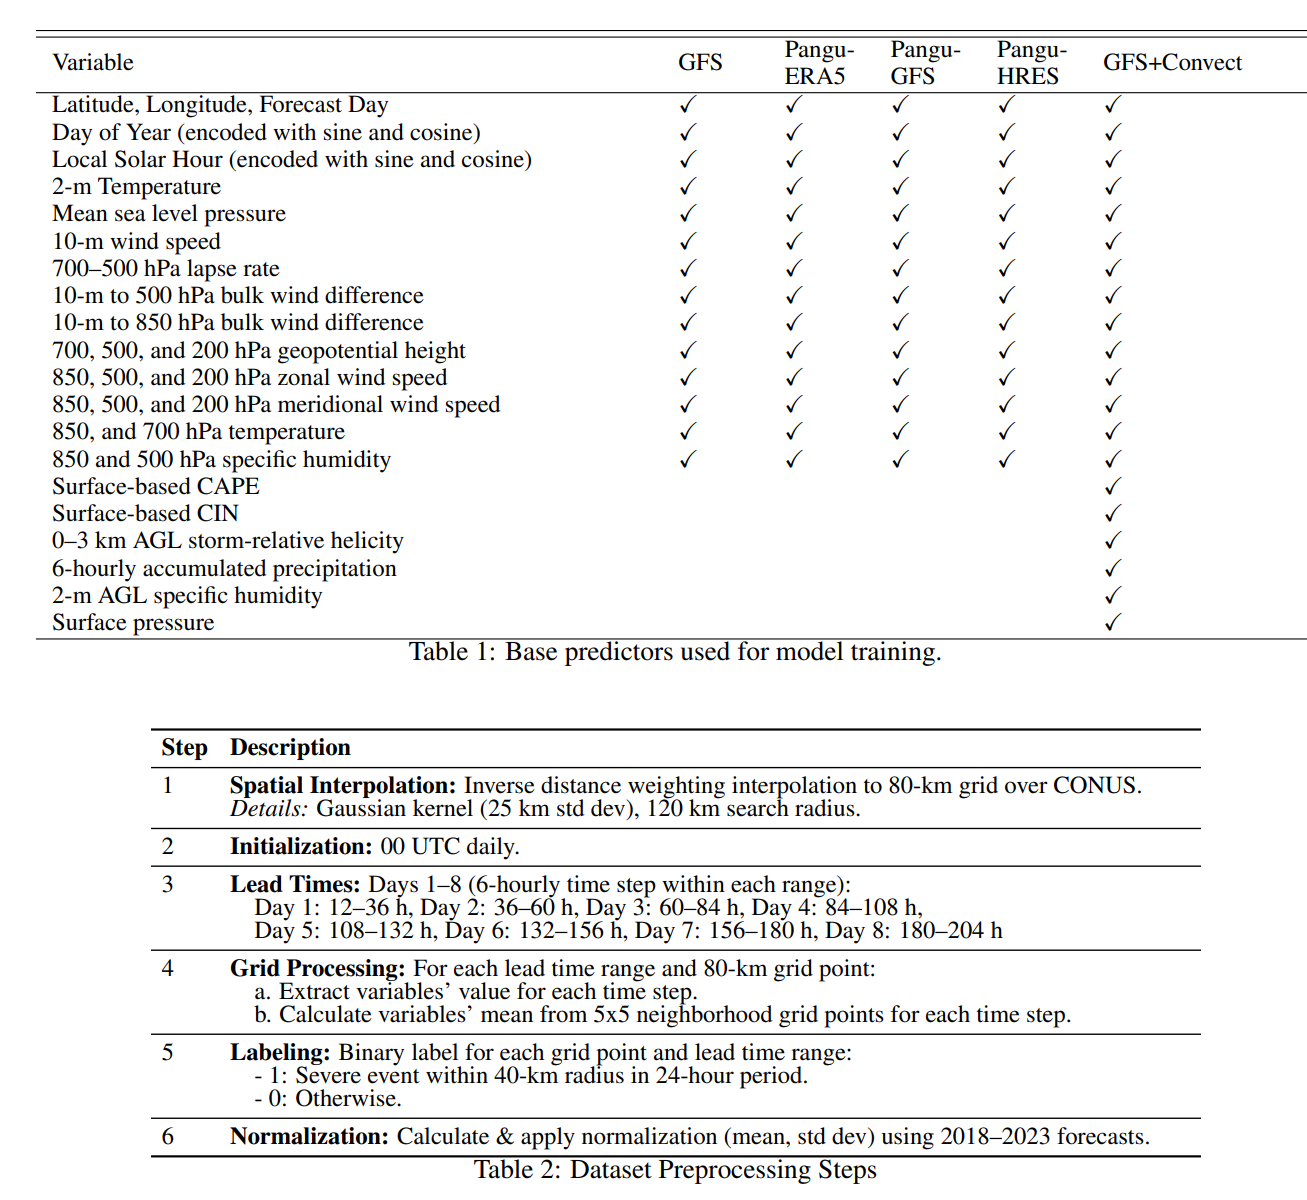 Variable GFS Pangu-ERA5 Pangu-GFS Pangu-HRES GFS+Convect
Latitude, Longitude, Forecast Day ✓ ✓ ✓ ✓ ✓
Day of Year (encoded with sine and cosine) ✓ ✓ ✓ ✓ ✓
Local Solar Hour (encoded with sine and cosine) ✓ ✓ ✓ ✓ ✓
2-m Temperature ✓ ✓ ✓ ✓ ✓
Mean sea level pressure ✓ ✓ ✓ ✓ ✓
10-m wind speed ✓ ✓ ✓ ✓ ✓
700–500 hPa lapse rate ✓ ✓ ✓ ✓ ✓
10-m to 500 hPa bulk wind difference ✓ ✓ ✓ ✓ ✓
10-m to 850 hPa bulk wind difference ✓ ✓ ✓ ✓ ✓
700, 500, and 200 hPa geopotential height ✓ ✓ ✓ ✓ ✓
850, 500, and 200 hPa zonal wind speed ✓ ✓ ✓ ✓ ✓
850, 500, and 200 hPa meridional wind speed ✓ ✓ ✓ ✓ ✓
850, and 700 hPa temperature ✓ ✓ ✓ ✓ ✓
850 and 500 hPa specific humidity ✓ ✓ ✓ ✓ ✓
Surface-based CAPE ✓
Surface-based CIN ✓
0–3 km AGL storm-relative helicity ✓
6-hourly accumulated precipitation ✓
2-m AGL specific humidity ✓
Surface pressure ✓
Table 1: Base predictors used for model training.
Step Description
1 Spatial Interpolation: Inverse distance weighting interpolation to 80-km grid over CONUS.
Details: Gaussian kernel (25 km std dev), 120 km search radius.
2 Initialization: 00 UTC daily.
3 Lead Times: Days 1–8 (6-hourly time step within each range):
Day 1: 12–36 h, Day 2: 36–60 h, Day 3: 60–84 h, Day 4: 84–108 h,
Day 5: 108–132 h, Day 6: 132–156 h, Day 7: 156–180 h, Day 8: 180–204 h
4 Grid Processing: For each lead time range and 80-km grid point:
a. Extract variables’ value for each time step.
b. Calculate variables’ mean from 5x5 neighborhood grid points for each time step.
5 Labeling: Binary label for each grid point and lead time range:
- 1: Severe event within 40-km radius in 24-hour period.
- 0: Otherwise.
6 Normalization: Calculate & apply normalization (mean, std dev) using 2018–2023 forecasts.
Table 2: Dataset Preprocessing Steps